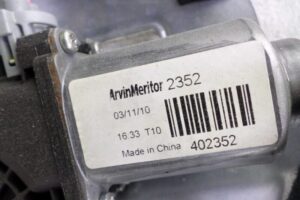 ArvinMeritor 2352
03/11/10
16:33 T10
Made in China 402352